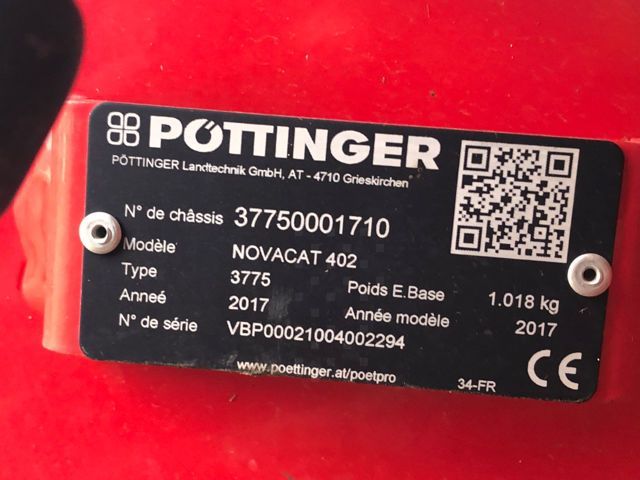 PÖTTINGER
PÖTTINGER Landtechnik GmbH, AT - 4710 Grieskirchen
N° de châssis 37750001710
Modèle NOVACAT 402
Type 3775 Poids E.Base 1.018 kg
Anneé 2017 Année modèle 2017
N° de série VBP00021004002294
www.poettinger.at/poetpro 34-FR CE